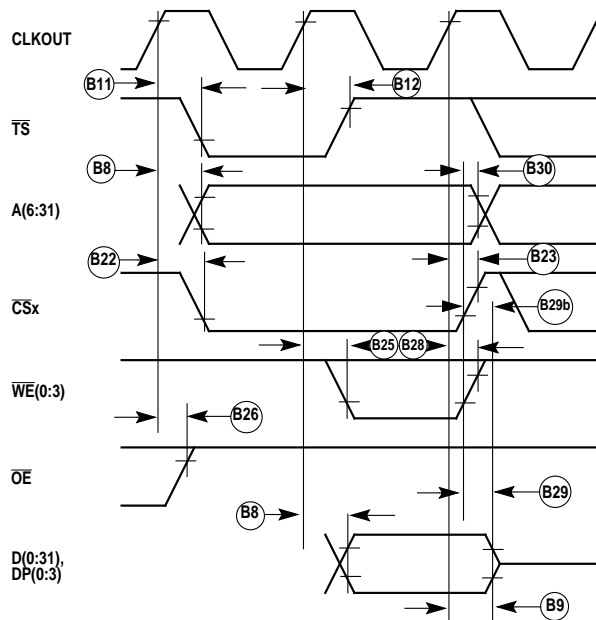 CLKOUT
B11
B12
TS
B8
B30
A(6:31)
B22
B23
CSx
B29b
B25 B28
WE(0:3)
B26
OE
B29
B8
D(0:31),
DP(0:3)
B9